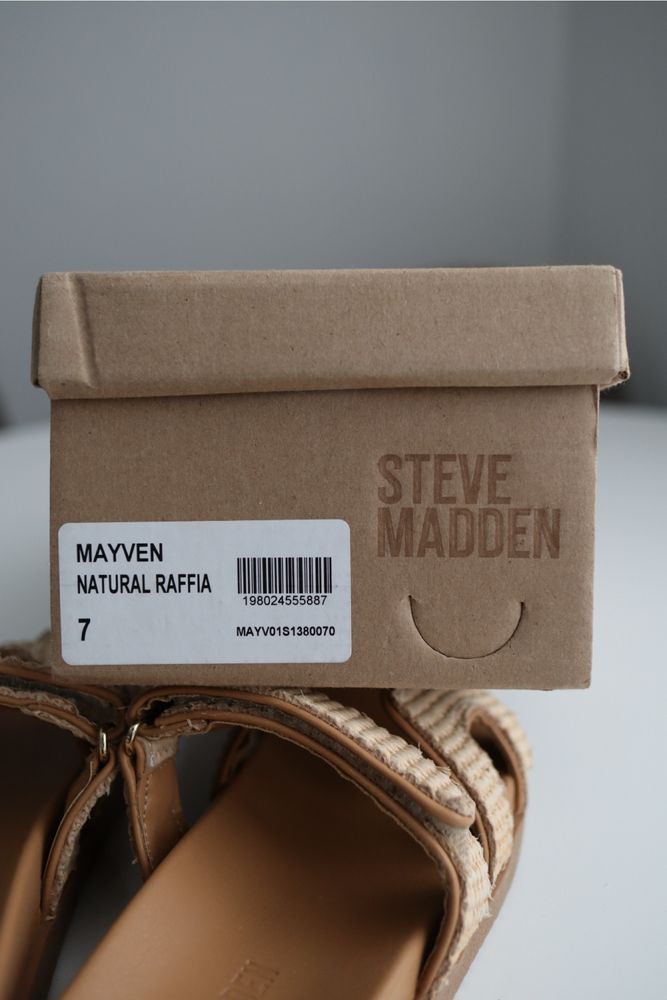 STEVE
MADDEN
MAYVEN
NATURAL RAFFIA
198024555887
7
MAYV01S1380070